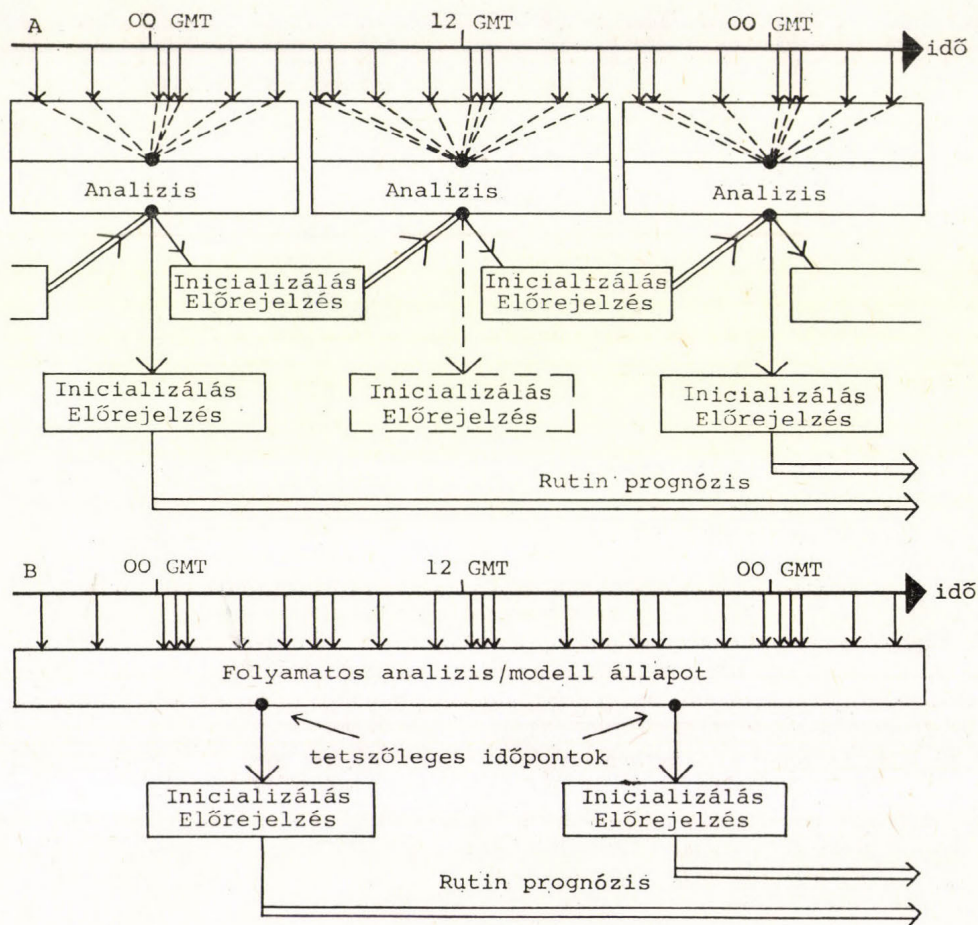 A
00 GMT
12 GMT
00 GMT
idő
Analizis
Analizis
Analizis
Inicializálás
Előrejelzés
Inicializálás
Előrejelzés
Inicializálás
Előrejelzés
Inicializálás
Előrejelzés
Inicializálás
Előrejelzés
Rutin prognózis
B
00 GMT
12 GMT
00 GMT
idő
Folyamatos analizis/modell állapot
tetszőleges időpontok
Inicializálás
Előrejelzés
Inicializálás
Előrejelzés
Rutin prognózis